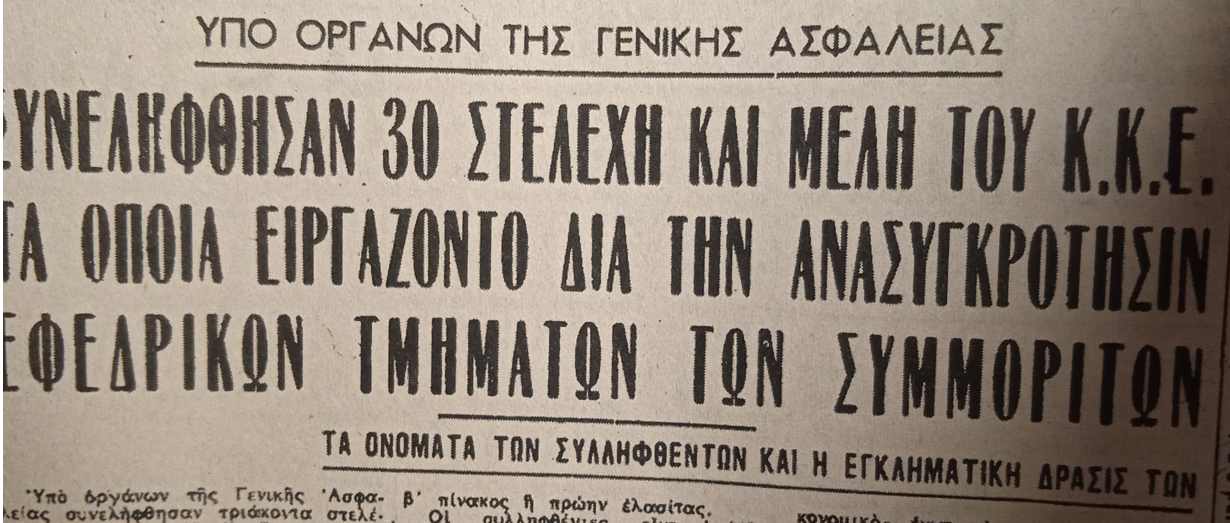 ΥΠΟ ΟΡΓΑΝΩΝ ΤΗΣ ΓΕΝΙΚΗΣ ΑΣΦΑΛΕΙΑΣ
ΣΥΝΕΛΗΦΘΗΣΑΝ 30 ΣΤΕΛΕΧΗ ΚΑΙ ΜΕΛΗ ΤΟΥ Κ.Κ.Ε.
ΤΑ ΟΠΟΙΑ ΕΙΡΓΑΖΟΝΤΟ ΔΙΑ ΤΗΝ ΑΝΑΣΥΓΚΡΟΤΗΣΙΝ
ΕΦΕΔΡΙΚΩΝ ΤΜΗΜΑΤΩΝ ΤΩΝ ΣΥΜΜΟΡΙΤΩΝ
ΤΑ ΟΝΟΜΑΤΑ ΤΩΝ ΣΥΛΛΗΦΘΕΝΤΩΝ ΚΑΙ Η ΕΓΚΛΗΜΑΤΙΚΗ ΔΡΑΣΙΣ ΤΩΝ
Ὑπὸ ὀργάνων τῆς Γενικῆς Ἀσφα-
λείας συνελήφθησαν τριάκοντα στελέ-
β' πίνακος ἢ πρώην ἐλασίτας.
Οἱ